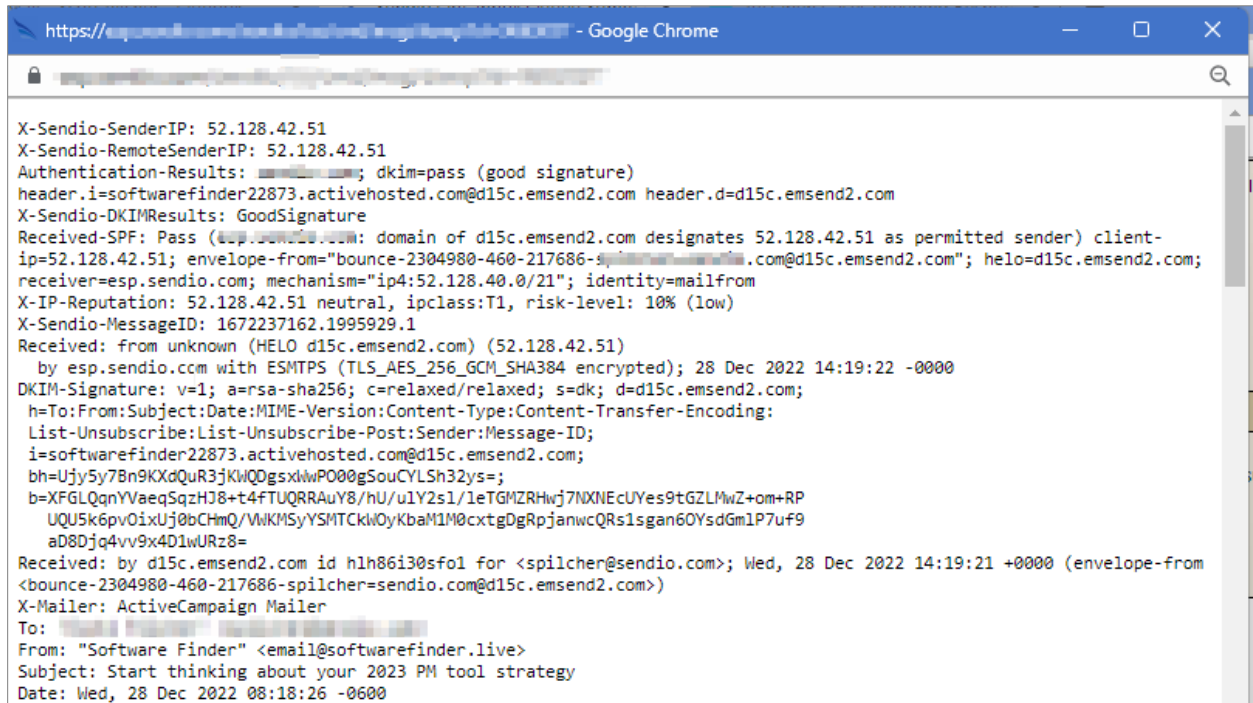 https:// - Google Chrome
X-Sendio-SenderIP: 52.128.42.51
X-Sendio-RemoteSenderIP: 52.128.42.51
Authentication-Results: ; dkim=pass (good signature)
header.i=softwarefinder22873.activehosted.com@d15c.emsend2.com header.d=d15c.emsend2.com
X-Sendio-DKIMResults: GoodSignature
Received-SPF: Pass ( : domain of d15c.emsend2.com designates 52.128.42.51 as permitted sender) client-
ip=52.128.42.51; envelope-from="bounce-2304980-460-217686- .com@d15c.emsend2.com"; helo=d15c.emsend2.com;
receiver=esp.sendio.com; mechanism="ip4:52.128.40.0/21"; identity=mailfrom
X-IP-Reputation: 52.128.42.51 neutral, ipclass:T1, risk-level: 10% (low)
X-Sendio-MessageID: 1672237162.1995929.1
Received: from unknown (HELO d15c.emsend2.com) (52.128.42.51)
by esp.sendio.com with ESMTPS (TLS_AES_256_GCM_SHA384 encrypted); 28 Dec 2022 14:19:22 -0000
DKIM-Signature: v=1; a=rsa-sha256; c=relaxed/relaxed; s=dk; d=d15c.emsend2.com;
h=To:From:Subject:Date:MIME-Version:Content-Type:Content-Transfer-Encoding:
List-Unsubscribe:List-Unsubscribe-Post:Sender:Message-ID;
i=softwarefinder22873.activehosted.com@d15c.emsend2.com;
bh=Ujy5y7Bn9KXdQuR3jKWQDgsxWwPO00gSouCYLSh32ys=;
b=XFGLQqnYVaeqSqzHJ8+t4fTUQRRAuY8/hU/ulY2sl/leTGMZRHwj7NXNEcUYes9tGZLMwZ+om+RP
UQU5k6pvOixUj0bCHmQ/VWKMSyYSMTCkWOyKbaM1M0cxtgDgRpjanwcQRs1sgan6OYsdGmlP7uf9
aD8Djq4vv9x4D1wURz8=
Received: by d15c.emsend2.com id hlh86i30sfo1 for <spilcher@sendio.com>; Wed, 28 Dec 2022 14:19:21 +0000 (envelope-from
<bounce-2304980-460-217686-spilcher=sendio.com@d15c.emsend2.com>)
X-Mailer: ActiveCampaign Mailer
To:
From: "Software Finder" <email@softwarefinder.live>
Subject: Start thinking about your 2023 PM tool strategy
Date: Wed, 28 Dec 2022 08:18:26 -0600